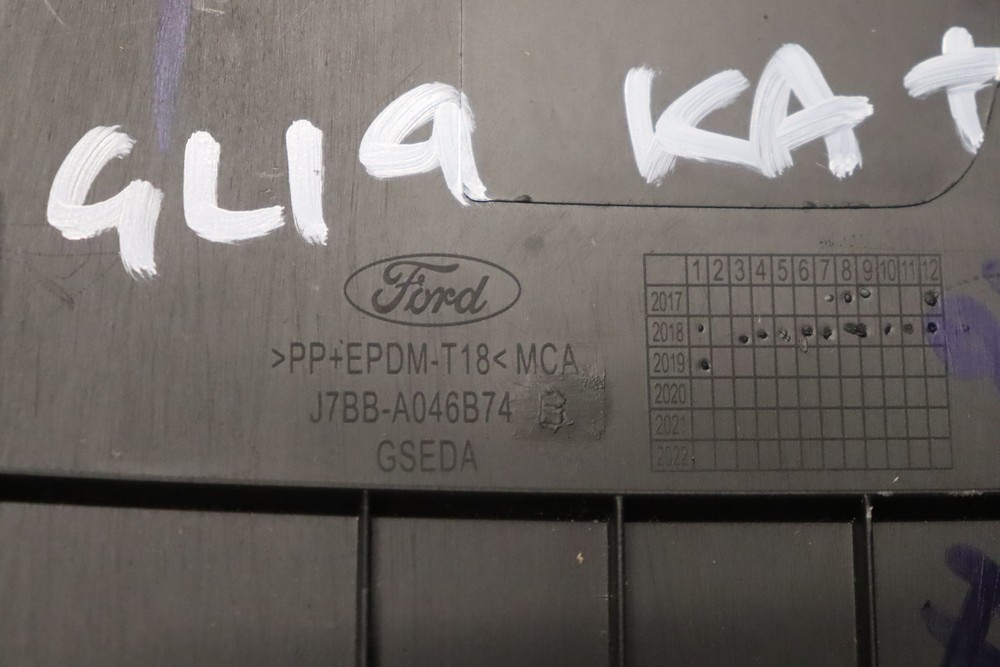 GLI9 KA+
Ford
>PP+EPDM-T18< MCA
J7BB-A046B74 B
GSEDA
1 2 3 4 5 6 7 8 9 10 11 12
2017
2018
2019
2020
2021
2022